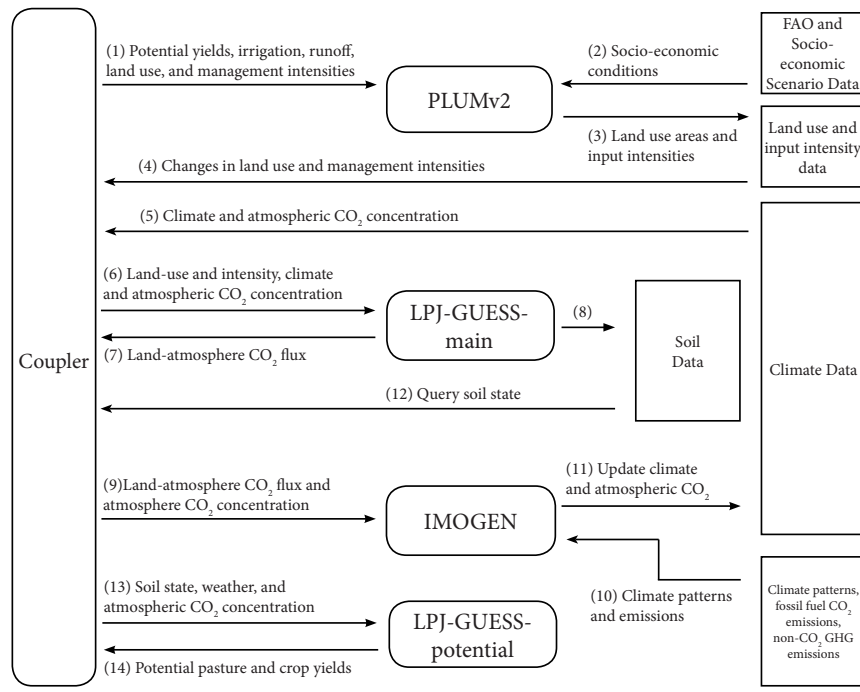 FAO and
Socio-
economic
Scenario Data
(1) Potential yields, irrigation, runoff,
land use, and management intensities
(2) Socio-economic
conditions
PLUMv2
(3) Land use areas and
input intensities
Land use and
input intensity
data
(4) Changes in land use and management intensities
(5) Climate and atmospheric CO₂ concentration
(6) Land-use and intensity, climate
and atmospheric CO₂ concentration
LPJ-GUESS-
main
(8)
Soil
Data
(7) Land-atmosphere CO₂ flux
Coupler
Climate Data
(12) Query soil state
(9)Land-atmosphere CO₂ flux and
atmosphere CO₂ concentration
IMOGEN
(11) Update climate
and atmospheric CO₂
(10) Climate patterns
and emissions
Climate patterns,
fossil fuel CO₂
emissions,
non-CO₂ GHG
emissions
(13) Soil state, weather, and
atmospheric CO₂ concentration
LPJ-GUESS-
potential
(14) Potential pasture and crop yields